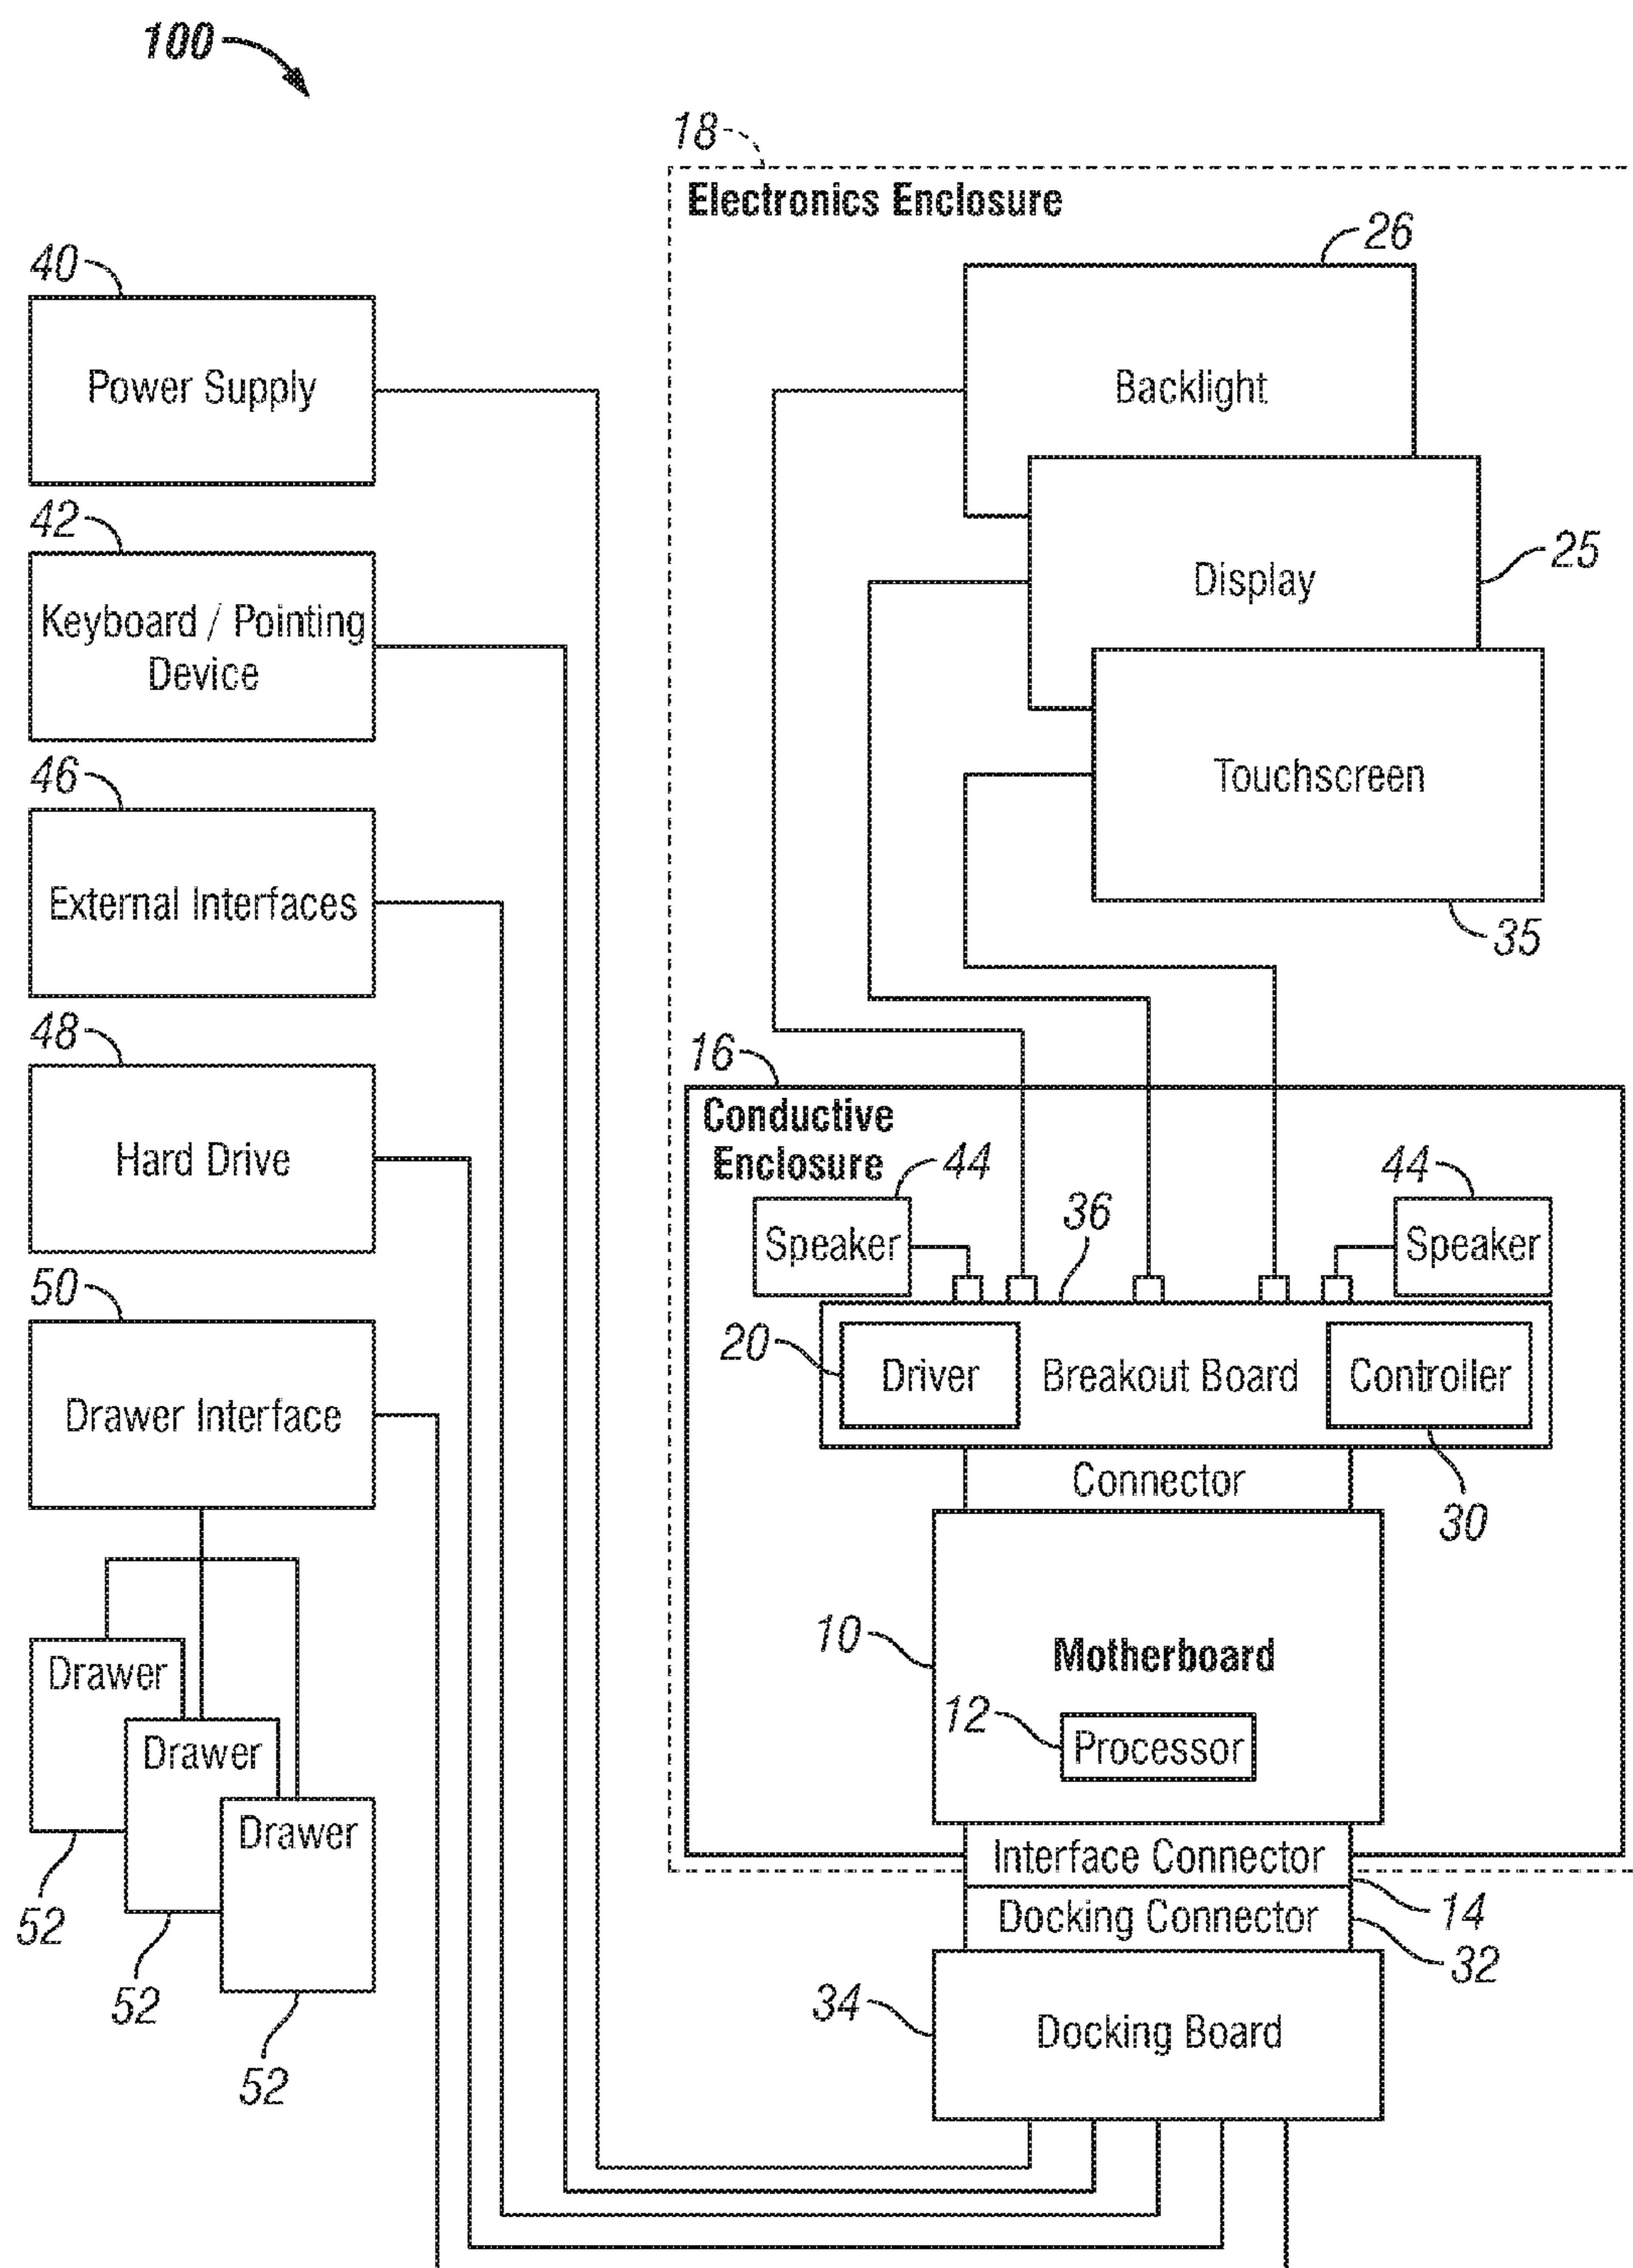 100
18
Electronics Enclosure
26
40
Power Supply
Backlight
42
Keyboard / Pointing
Device
Display
25
46
External Interfaces
Touchscreen
35
48
Hard Drive
16
Conductive
Enclosure
44
44
36
Speaker
Speaker
50
Drawer Interface
20
Driver
Breakout Board
Controller
Connector
30
10
Motherboard
12
Processor
Drawer
Drawer
Drawer
52
52
52
Interface Connector
Docking Connector
14
32
34
Docking Board